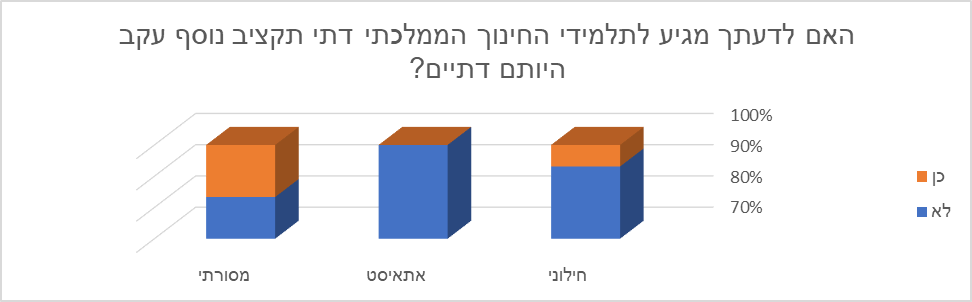 האם לדעתך מגיע לתלמידי החינוך הממלכתי דתי תקציב נוסף עקב
היותם דתיים?
100%
90%
80%
70%
כן
לא
חילוני
אתאיסט
מסורתי